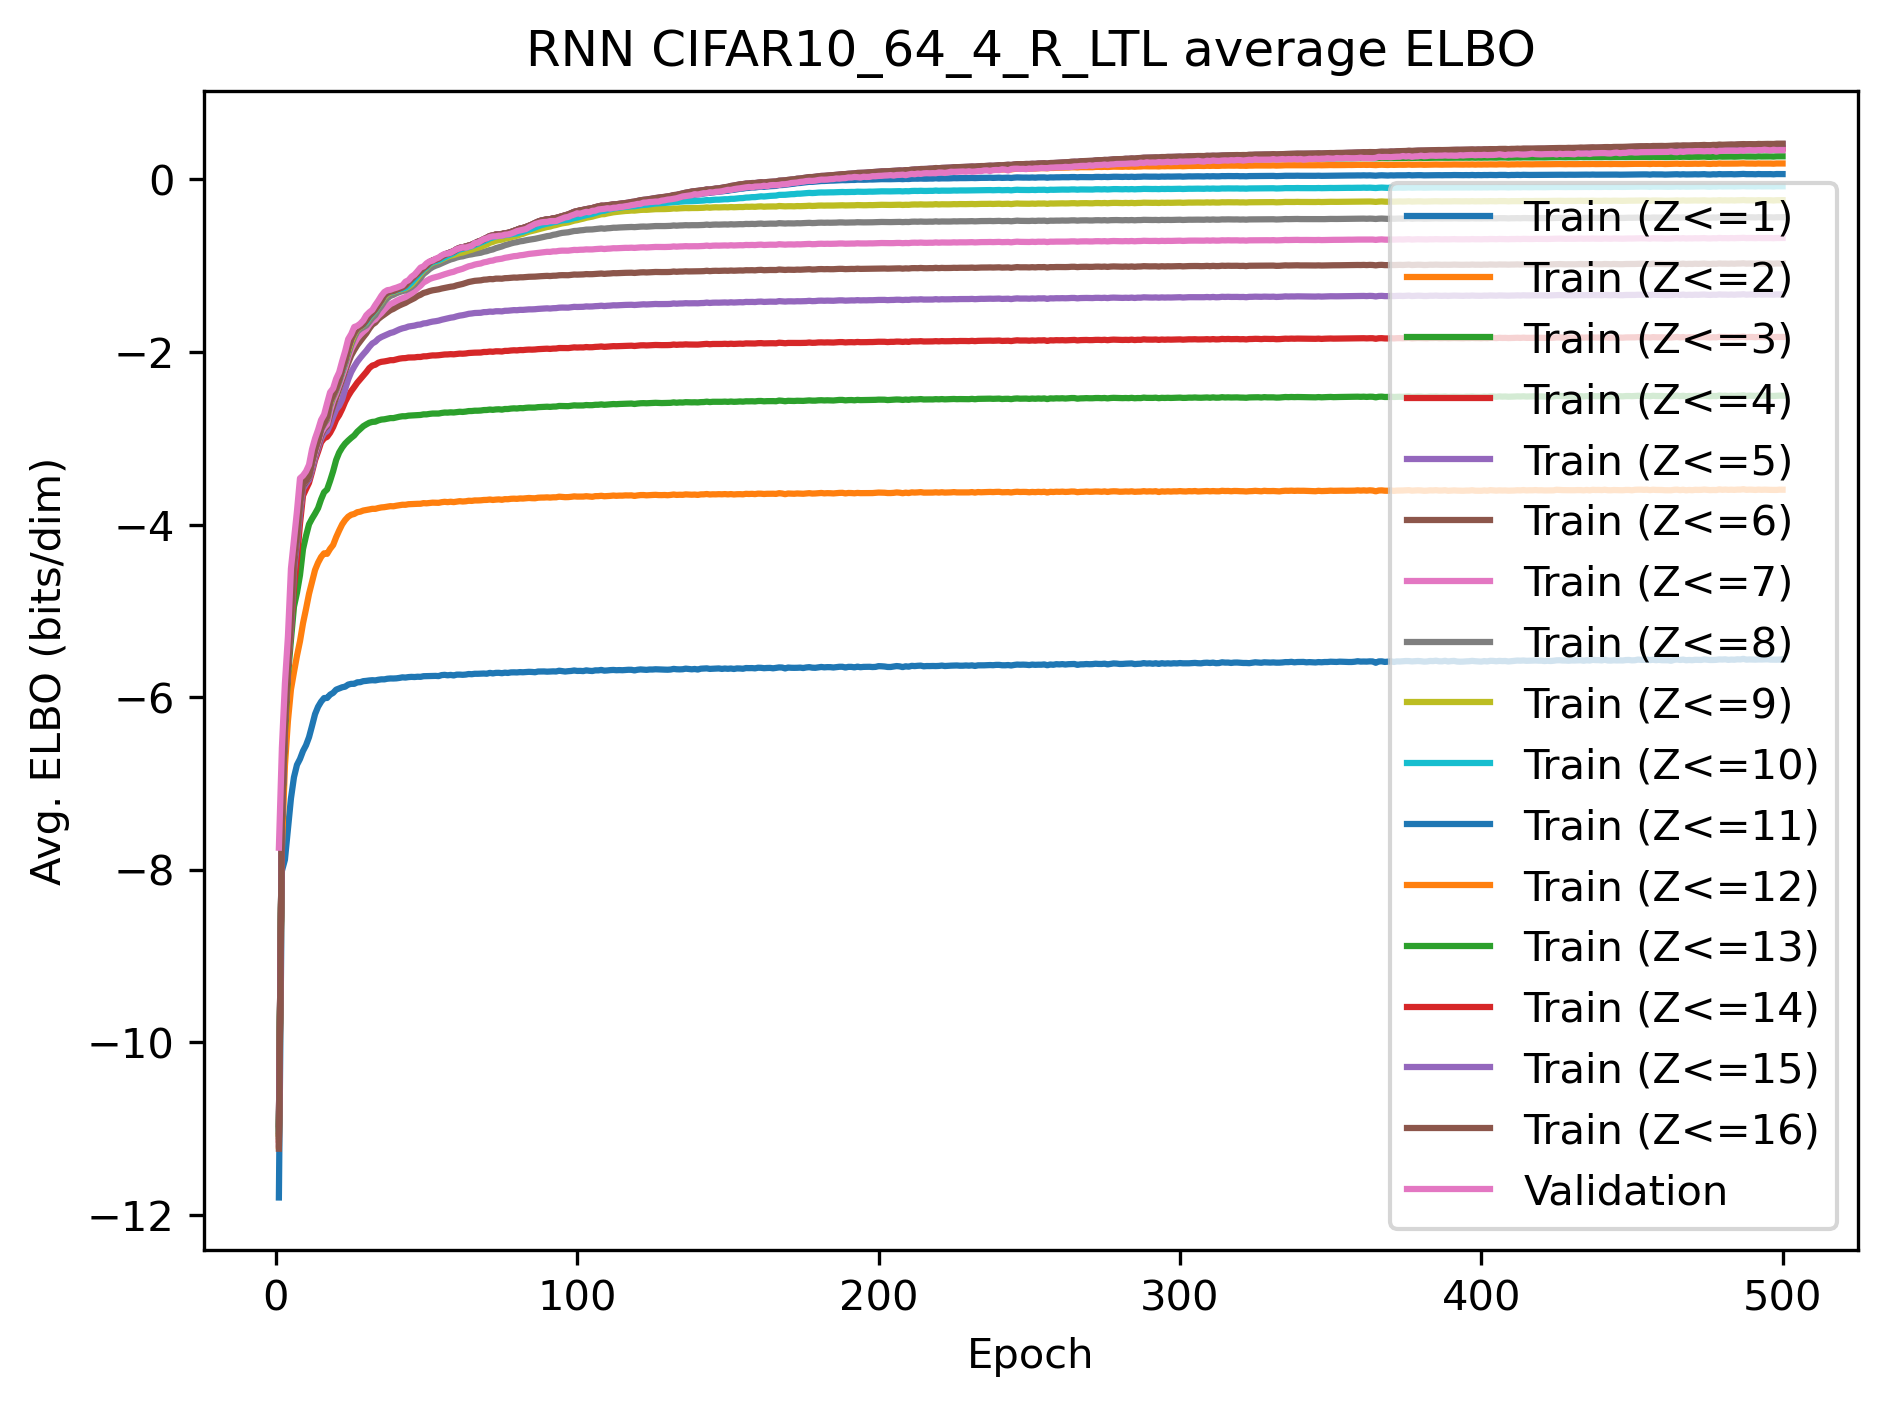 RNN CIFAR10_64_4_R_LTL average ELBO
Avg. ELBO (bits/dim)
0
−2
−4
−6
−8
−10
−12
Train (Z<=1)
Train (Z<=2)
Train (Z<=3)
Train (Z<=4)
Train (Z<=5)
Train (Z<=6)
Train (Z<=7)
Train (Z<=8)
Train (Z<=9)
Train (Z<=10)
Train (Z<=11)
Train (Z<=12)
Train (Z<=13)
Train (Z<=14)
Train (Z<=15)
Train (Z<=16)
Validation
0 100 200 300 400 500
Epoch